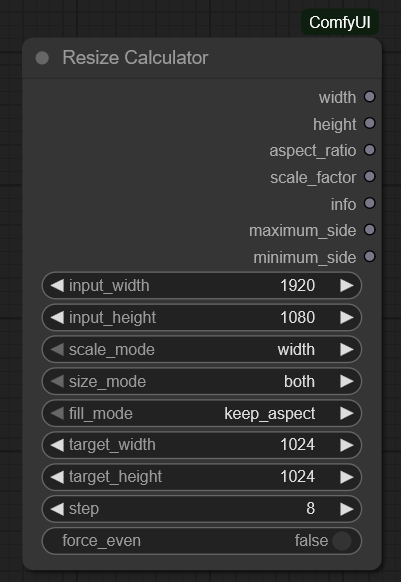 ComfyUI
Resize Calculator
width
height
aspect_ratio
scale_factor
info
maximum_side
minimum_side
input_width 1920
input_height 1080
scale_mode width
size_mode both
fill_mode keep_aspect
target_width 1024
target_height 1024
step 8
force_even false